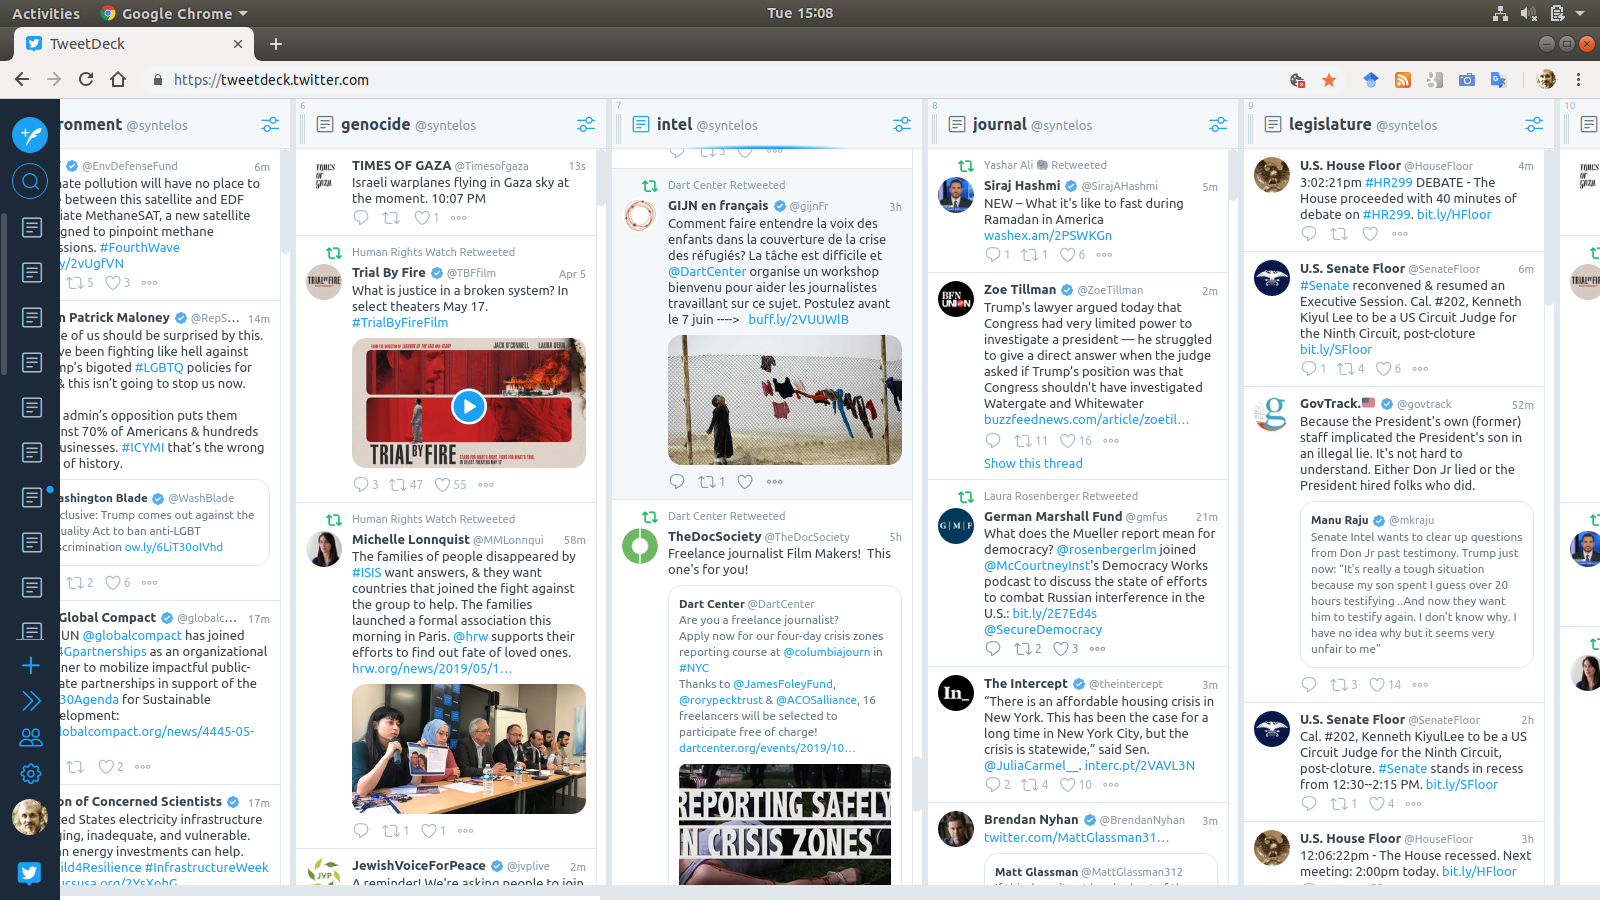 Activities
Google Chrome
Tue 15:08
TweetDeck
https://tweetdeck.twitter.com
ronment @syntelos
@EnvDefenseFund 6m
nate pollution will have no place to
between this satellite and EDF
iate MethaneSAT, a new satellite
igned to pinpoint methane
ssions. #FourthWave
y/2vUgfVN
5 3
n Patrick Maloney @RepS... 14m
e of us should be surprised by this.
ve been fighting like hell against
mp's bigoted #LGBTQ policies for
& this isn't going to stop us now.
admin's opposition puts them
nst 70% of Americans & hundreds
usinesses. #ICYMI that's the wrong
of history.
ashington Blade @WashBlade
clusive: Trump comes out against the
quality Act to ban anti-LGBT
scrimination ow.ly/6LiT30oIVhd
2 6
Global Compact @globalc... 17m
UN @globalcompact has joined
4Gpartnerships as an organizational
ner to mobilize impactful public-
ate partnerships in support of the
30Agenda for Sustainable
elopment:
lobalcompact.org/news/4445-05-
2
on of Concerned Scientists 17m
ted States electricity infrastructure
ging, inadequate, and vulnerable.
an energy investments can help.
ild4Resilience #InfrastructureWeek
ucsusa.org/?YsXohG
6
genocide @syntelos
TIMES OF GAZA @Timesofgaza 13s
Israeli warplanes flying in Gaza sky at
the moment. 10:07 PM
1
Human Rights Watch Retweeted
Trial By Fire @TBFfilm Apr 5
What is justice in a broken system? In
select theaters May 17.
#TrialByFireFilm
JACK O'CONNELL LAURA DERN
TRIAL BY FIRE
3 47 55
Human Rights Watch Retweeted
Michelle Lonnquist @MMLonnqui 58m
The families of people disappeared by
#ISIS want answers, & they want
countries that joined the fight against
the group to help. The families
launched a formal association this
morning in Paris. @hrw supports their
efforts to find out fate of loved ones.
hrw.org/news/2019/05/1...
1 1
JVP
JewishVoiceForPeace @jvplive 2m
A reminder! We're asking people to join
7
intel @syntelos
3
Dart Center Retweeted
GIJN en français @gijnFr 3h
Comment faire entendre la voix des
enfants dans la couverture de la crise
des réfugiés? La tâche est difficile et
@DartCenter organise un workshop
bienvenu pour aider les journalistes
travaillant sur ce sujet. Postulez avant
le 7 juin ----> buff.ly/2VUUWlB
1
Dart Center Retweeted
TheDocSociety @TheDocSociety 5h
Freelance journalist Film Makers! This
one's for you!
Dart Center @DartCenter
Are you a freelance journalist?
Apply now for our four-day crisis zones
reporting course at @columbiajourn in
#NYC
Thanks to @JamesFoleyFund,
@rorypecktrust & @ACOSalliance, 16
freelancers will be selected to
participate free of charge!
dartcenter.org/events/2019/10...
REPORTING SAFELY
IN CRISIS ZONES
8
journal @syntelos
Yashar Ali Retweeted
Siraj Hashmi @SirajAHashmi 5m
NEW – What it's like to fast during
Ramadan in America
washex.am/2PSWKGn
1 1 6
BFN UNION
Zoe Tillman @ZoeTillman 2m
Trump's lawyer argued today that
Congress had very limited power to
investigate a president — he struggled
to give a direct answer when the judge
asked if Trump's position was that
Congress shouldn't have investigated
Watergate and Whitewater
buzzfeednews.com/article/zoetil...
11 16
Show this thread
Laura Rosenberger Retweeted
G|M|F
German Marshall Fund @gmfus 21m
What does the Mueller report mean for
democracy? @rosenbergerlm joined
@McCourtneyInst's Democracy Works
podcast to discuss the state of efforts
to combat Russian interference in the
U.S.: bit.ly/2E7Ed4s
@SecureDemocracy
2 3
In_
The Intercept @theintercept 3m
“There is an affordable housing crisis in
New York. This has been the case for a
long time in New York City, but the
crisis is statewide,” said Sen.
@JuliaCarmel__. interc.pt/2VAVL3N
2 4 10
Brendan Nyhan @BrendanNyhan 3m
twitter.com/MattGlassman31...
Matt Glassman @MattGlassman312
9
legislature @syntelos
U.S. House Floor @HouseFloor 4m
3:02:21pm #HR299 DEBATE - The
House proceeded with 40 minutes of
debate on #HR299. bit.ly/HFloor
U.S. Senate Floor @SenateFloor 6m
#Senate reconvened & resumed an
Executive Session. Cal. #202, Kenneth
Kiyul Lee to be a US Circuit Judge for
the Ninth Circuit, post-cloture
bit.ly/SFloor
1 4 6
GovTrack. @govtrack 52m
Because the President's own (former)
staff implicated the President's son in
an illegal lie. It's not hard to
understand. Either Don Jr lied or the
President hired folks who did.
Manu Raju @mkraju
Senate Intel wants to clear up questions
from Don Jr past testimony. Trump just
now: “It's really a tough situation
because my son spent I guess over 20
hours testifying ..And now they want
him to testify again. I don't know why. I
have no idea why but it seems very
unfair to me”
3 14
U.S. Senate Floor @SenateFloor 2h
Cal. #202, Kenneth KiyulLee to be a US
Circuit Judge for the Ninth Circuit,
post-cloture. #Senate stands in recess
from 12:30--2:15 PM. bit.ly/SFloor
1 4
U.S. House Floor @HouseFloor 3h
12:06:22pm - The House recessed. Next
meeting: 2:00pm today. bit.ly/HFloor
10